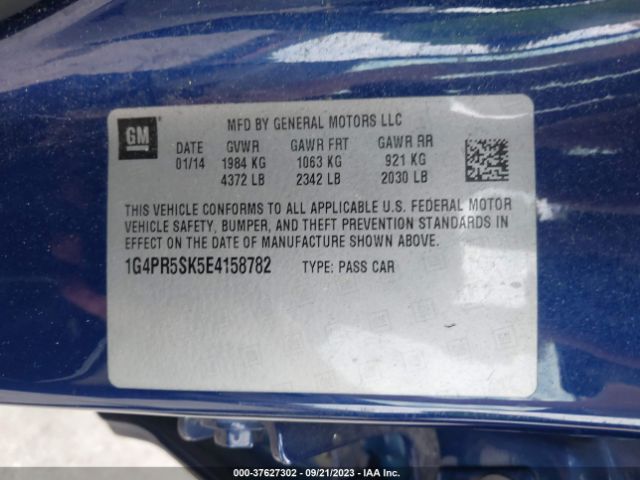 GM
MFD BY GENERAL MOTORS LLC
DATE GVWR GAWR FRT GAWR RR
01/14 1984 KG 1063 KG 921 KG
4372 LB 2342 LB 2030 LB
THIS VEHICLE CONFORMS TO ALL APPLICABLE U.S. FEDERAL MOTOR
VEHICLE SAFETY, BUMPER, AND THEFT PREVENTION STANDARDS IN
EFFECT ON THE DATE OF MANUFACTURE SHOWN ABOVE.
1G4PR5SK5E4158782 TYPE: PASS CAR
000-37627302 - 09/21/2023 - IAA Inc.